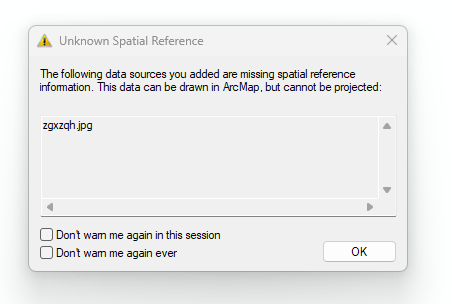 Unknown Spatial Reference
The following data sources you added are missing spatial reference
information. This data can be drawn in ArcMap, but cannot be projected:
zgxzqh.jpg
Don't warn me again in this session
Don't warn me again ever
OK